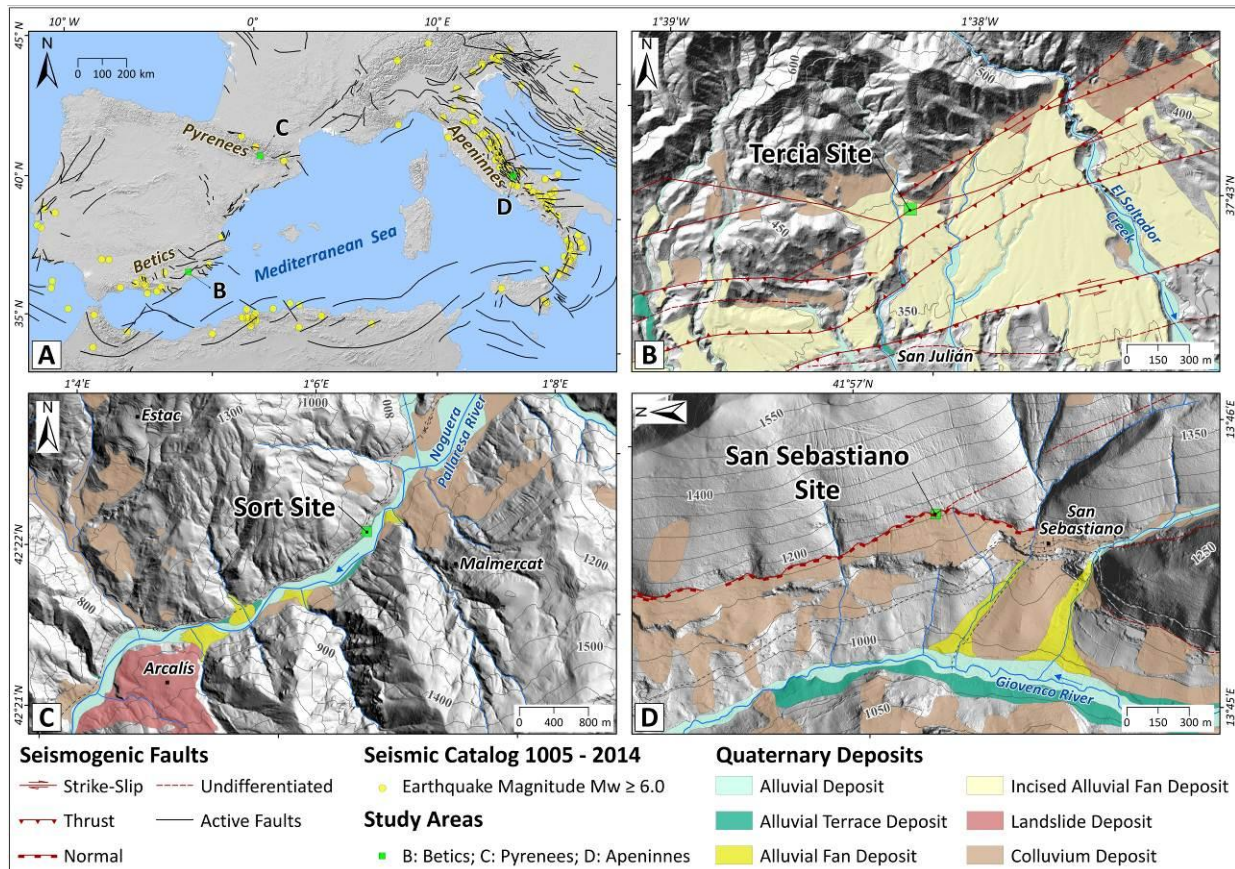 10° W
0°
10° E
45° N
40° N
35° N
N
0 100 200 km
Pyrenees
C
Apeninnes
D
Betics
B
Mediterranean Sea
A
1°39'W
1°38'W
37°43'N
N
600
500
400
450
350
Tercia Site
El Saltador
Creek
San Julián
0 150 300 m
B
1°4'E
1°6'E
1°8'E
42°22'N
42°21'N
N
Estac
1300
1000
800
Noguera
Pallaresa River
Sort Site
Malmercat
1200
800
900
1400
1500
Arcalís
0 400 800 m
C
41°57'N
13°46'E
13°45'E
N
1550
1350
1400
San Sebastiano
Site
San
Sebastiano
1200
1250
1000
Giovenco River
1050
0 150 300 m
D
Seismogenic Faults
Strike-Slip
Undifferentiated
Thrust
Active Faults
Normal
Seismic Catalog 1005 - 2014
Earthquake Magnitude Mw ≥ 6.0
Study Areas
B: Betics; C: Pyrenees; D: Apeninnes
Quaternary Deposits
Alluvial Deposit
Incised Alluvial Fan Deposit
Alluvial Terrace Deposit
Landslide Deposit
Alluvial Fan Deposit
Colluvium Deposit